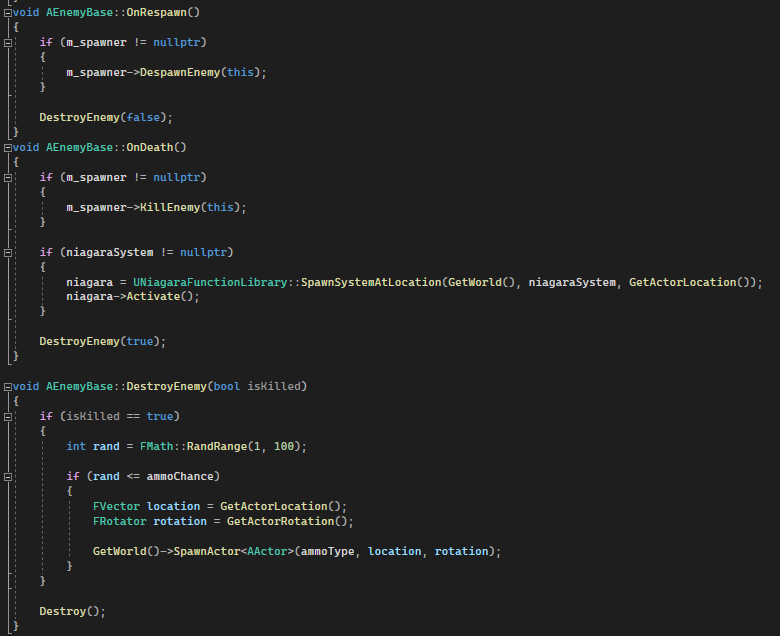 void AEnemyBase::OnRespawn()
{
    if (m_spawner != nullptr)
    {
        m_spawner->DespawnEnemy(this);
    }

    DestroyEnemy(false);
}
void AEnemyBase::OnDeath()
{
    if (m_spawner != nullptr)
    {
        m_spawner->KillEnemy(this);
    }

    if (niagaraSystem != nullptr)
    {
        niagara = UNiagaraFunctionLibrary::SpawnSystemAtLocation(GetWorld(), niagaraSystem, GetActorLocation());
        niagara->Activate();
    }

    DestroyEnemy(true);
}

void AEnemyBase::DestroyEnemy(bool isKilled)
{
    if (isKilled == true)
    {
        int rand = FMath::RandRange(1, 100);

        if (rand <= ammoChance)
        {
            FVector location = GetActorLocation();
            FRotator rotation = GetActorRotation();

            GetWorld()->SpawnActor<AActor>(ammoType, location, rotation);
        }
    }

    Destroy();
}